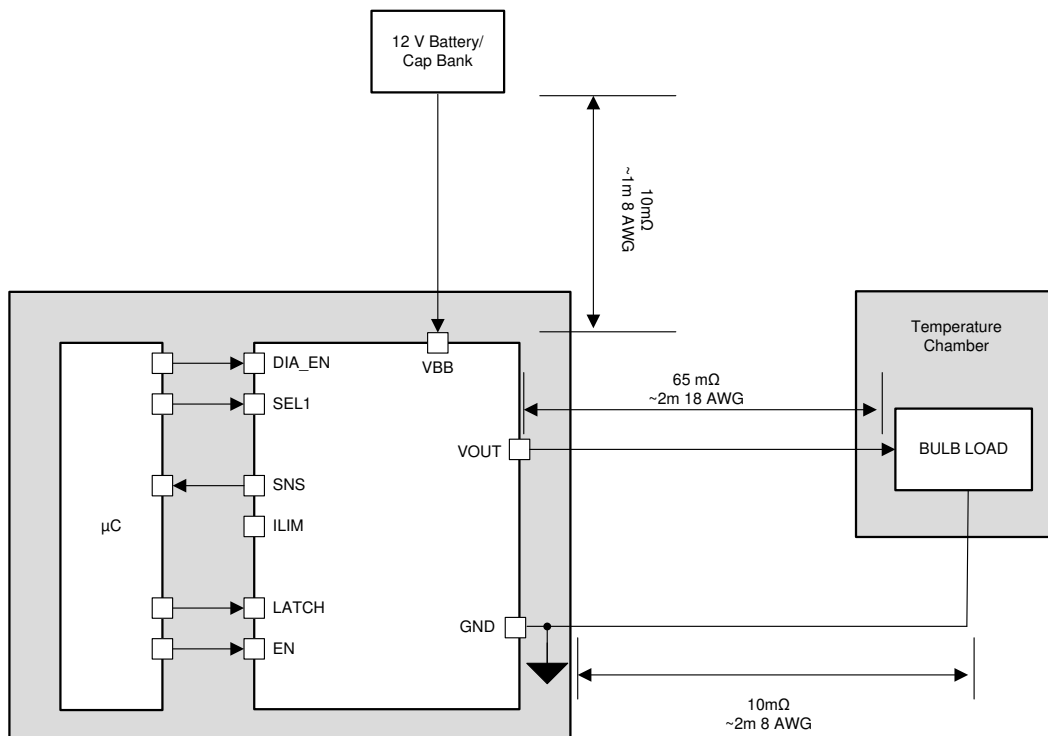 12 V Battery/
Cap Bank
10mΩ
~1m 8 AWG
Temperature
Chamber
DIA_EN
VBB
SEL1
65 mΩ
~2m 18 AWG
VOUT
BULB LOAD
SNS
µC
ILIM
LATCH
GND
EN
10mΩ
~2m 8 AWG